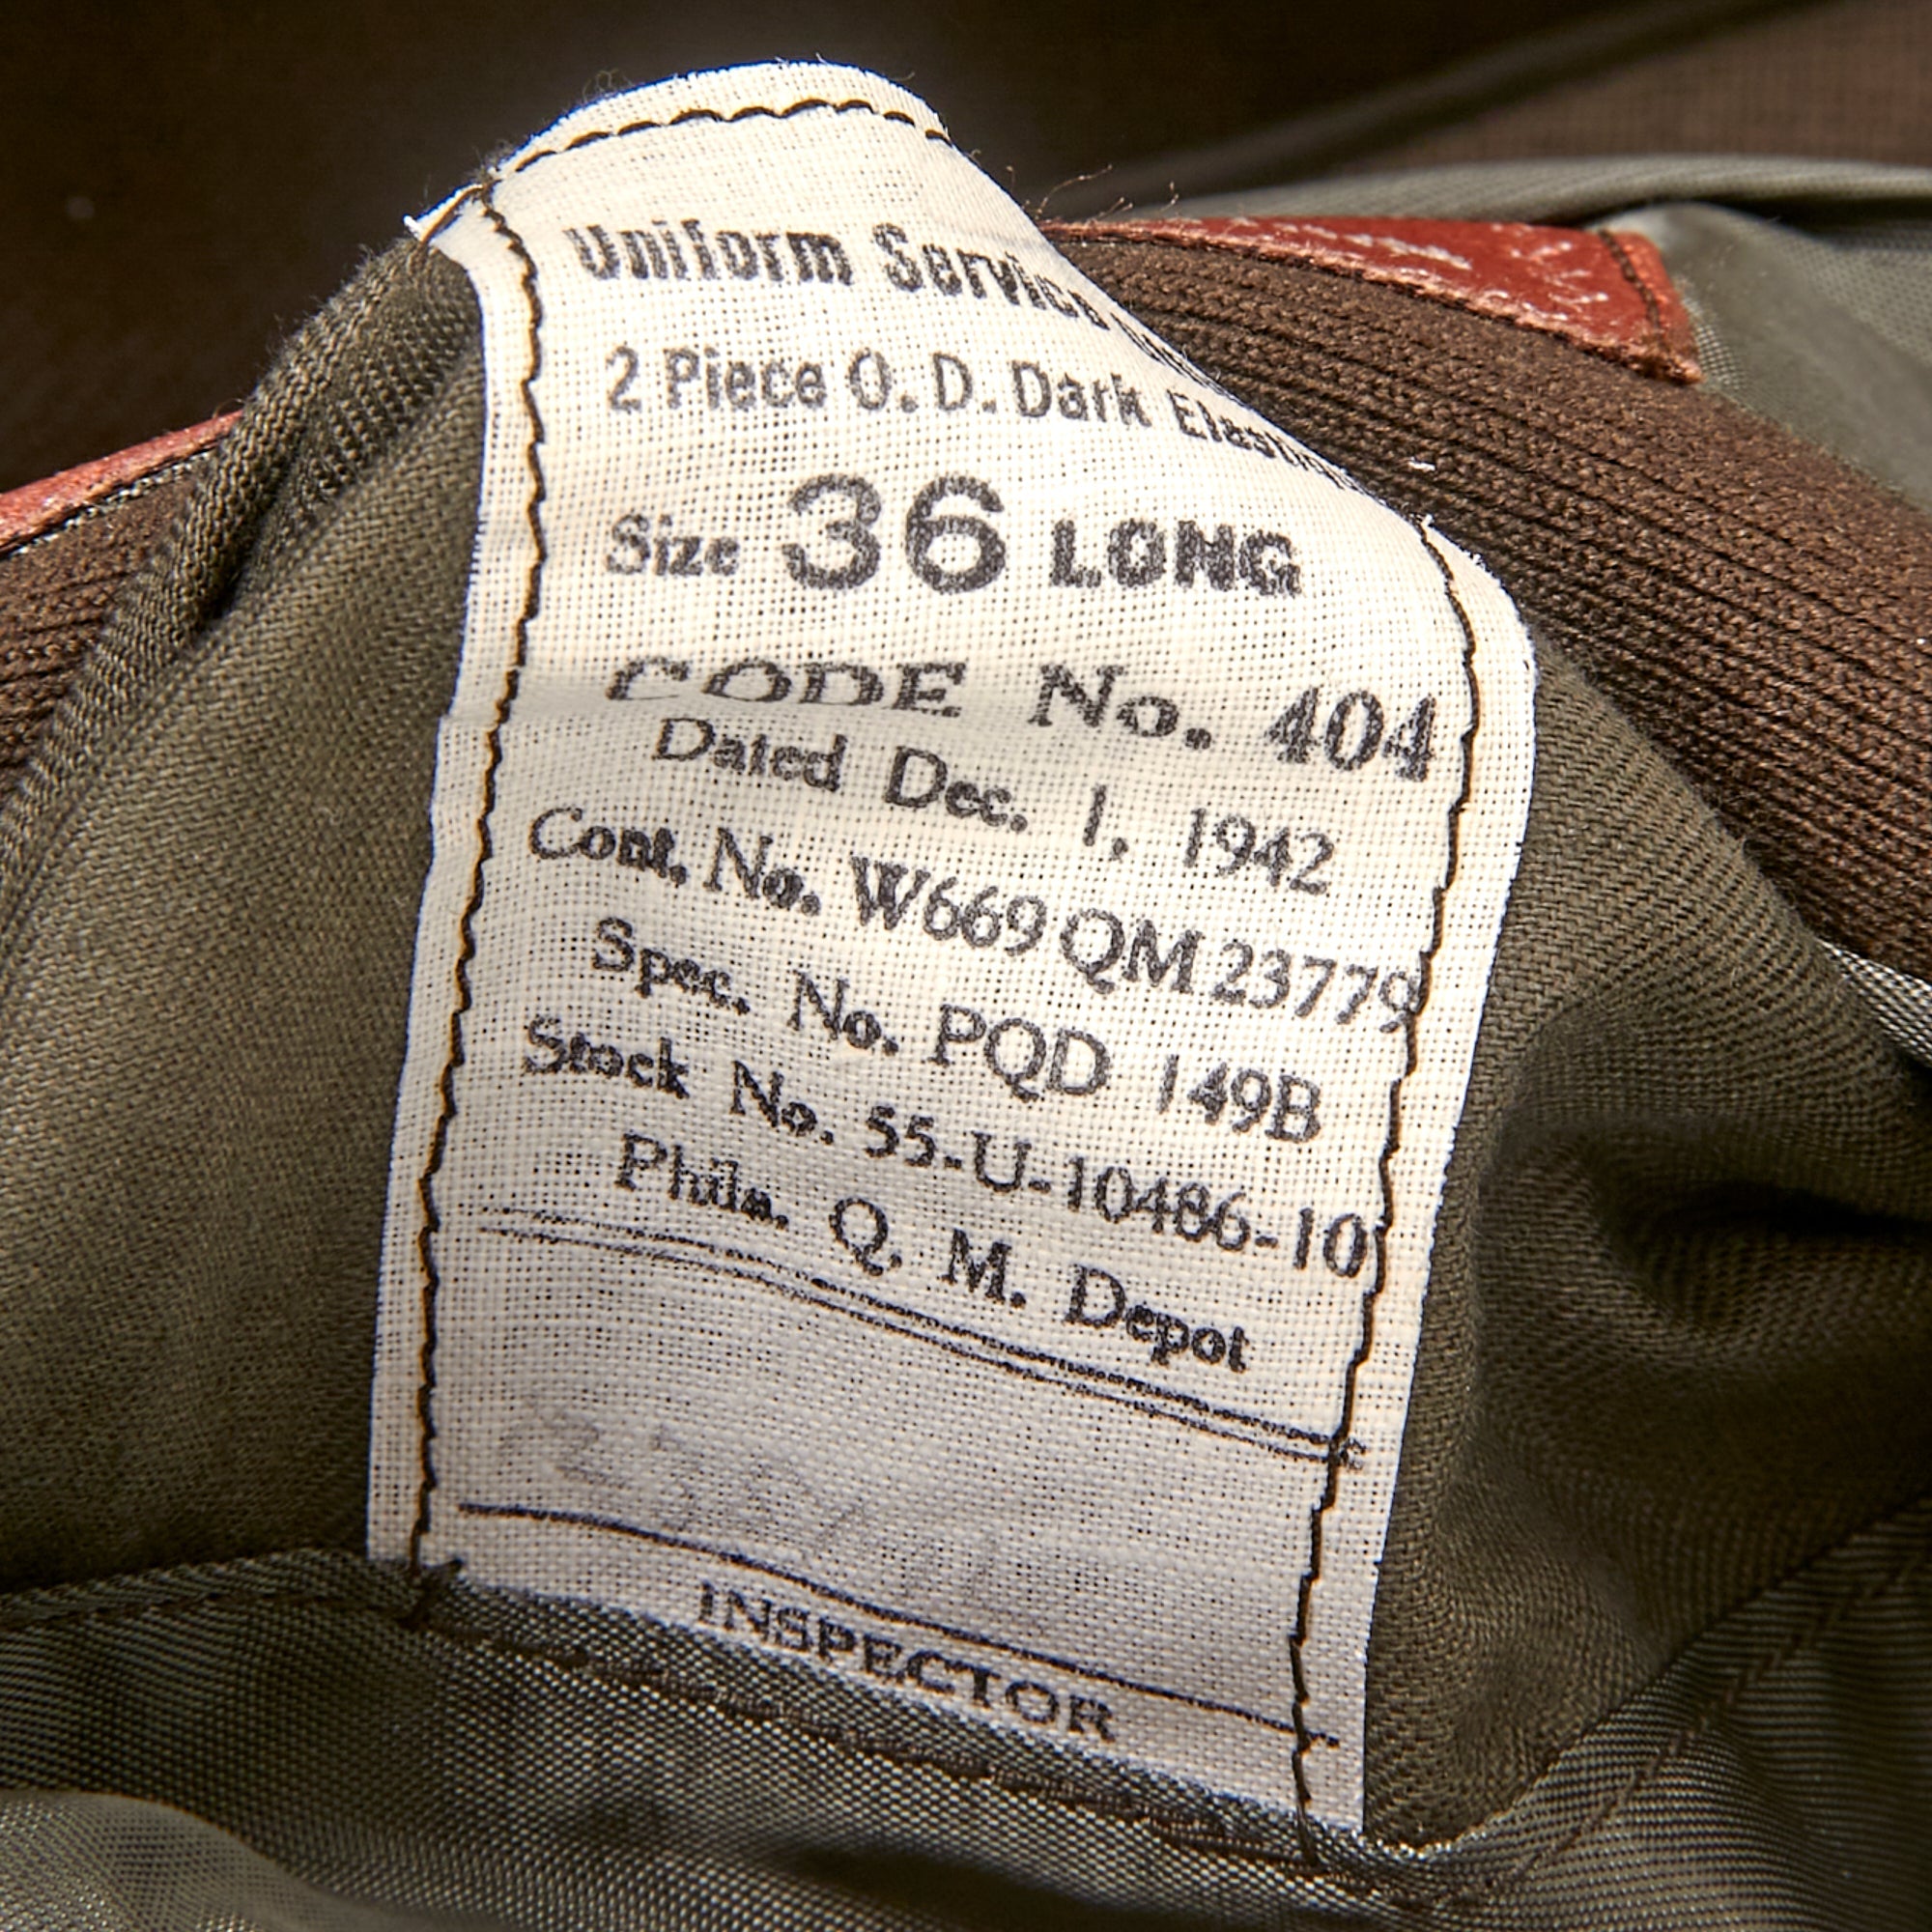 Uniform Service
2 Piece O. D. Dark
Size 36 LONG
CODE No. 404
Dated Dec. 1, 1942
Cont. No. W669 QM 23779
Spec. No. PQD 149B
Stock No. 55-U-10486-10
Phila. Q. M. Depot
INSPECTOR